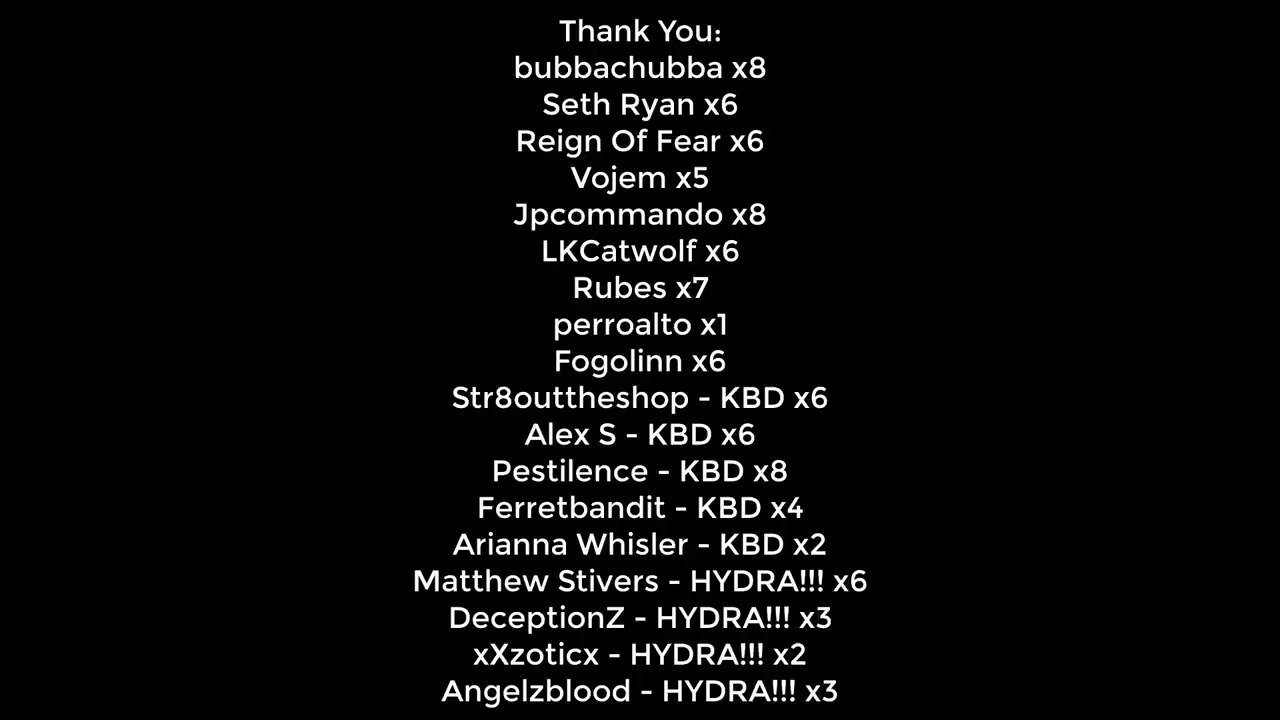 Thank You:
bubbachubba x8
Seth Ryan x6
Reign Of Fear x6
Vojem x5
Jpcommando x8
LKCatwolf x6
Rubes x7
perroalto x1
Fogolinn x6
Str8outtheshop - KBD x6
Alex S - KBD x6
Pestilence - KBD x8
Ferretbandit - KBD x4
Arianna Whisler - KBD x2
Matthew Stivers - HYDRA!!! x6
DeceptionZ - HYDRA!!! x3
xXzoticx - HYDRA!!! x2
Angelzblood - HYDRA!!! x3